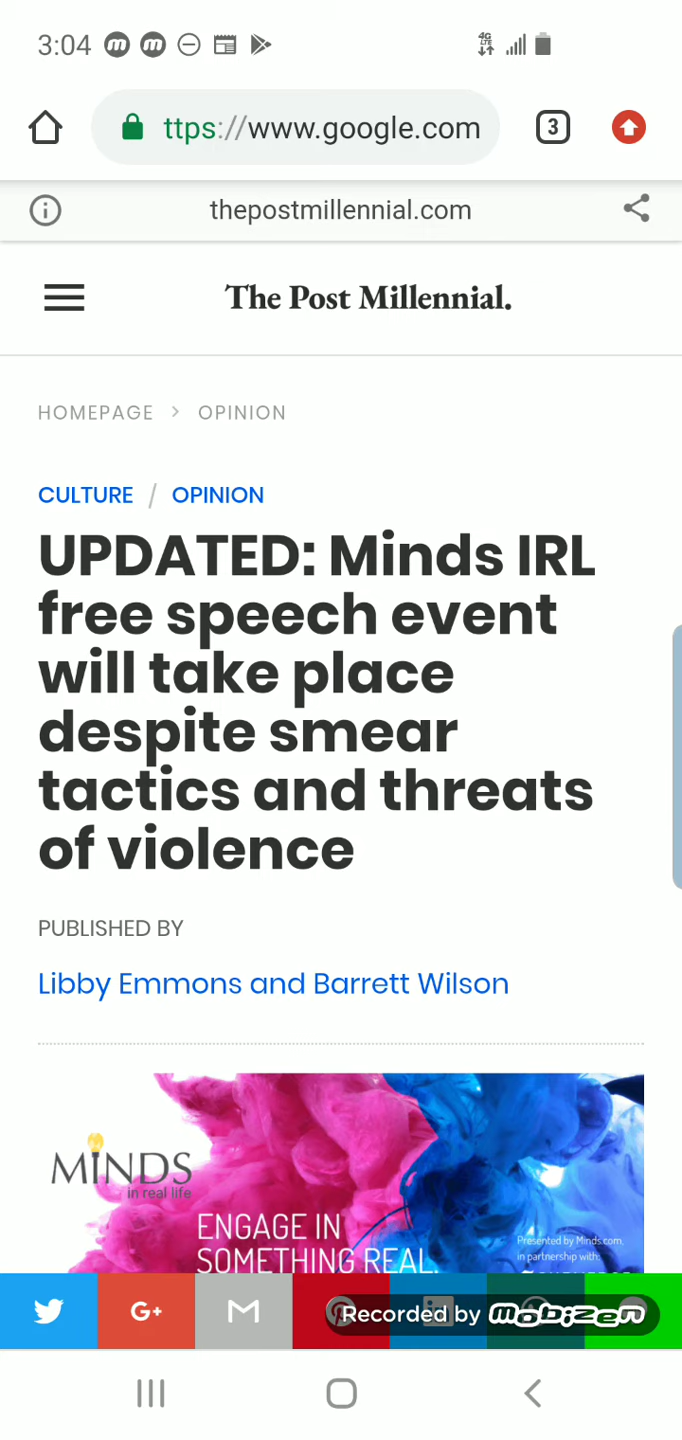 3:04
4G
LTE
ttps://www.google.com
3
thepostmillennial.com
The Post Millennial.
HOMEPAGE > OPINION
CULTURE / OPINION
UPDATED: Minds IRL
free speech event
will take place
despite smear
tactics and threats
of violence
PUBLISHED BY
Libby Emmons and Barrett Wilson
MINDS
in real life
ENGAGE IN
SOMETHING REAL.
Presented by Minds.com,
in partnership with:
G+
Recorded by mobizen